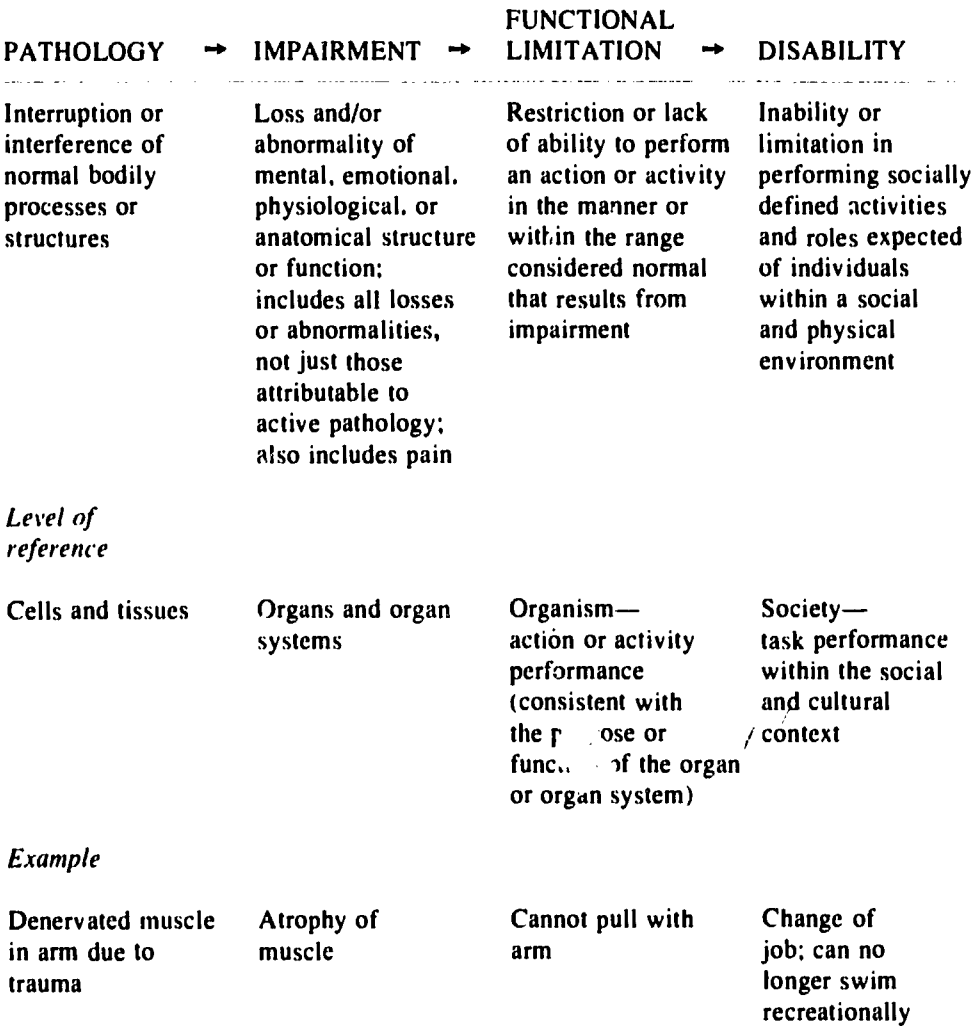 PATHOLOGY → IMPAIRMENT → FUNCTIONAL
LIMITATION → DISABILITY
Interruption or
interference of
normal bodily
processes or
structures
Loss and/or
abnormality of
mental, emotional,
physiological, or
anatomical structure
or function;
includes all losses
or abnormalities,
not just those
attributable to
active pathology;
also includes pain
Restriction or lack
of ability to perform
an action or activity
in the manner or
within the range
considered normal
that results from
impairment
Inability or
limitation in
performing socially
defined activities
and roles expected
of individuals
within a social
and physical
environment
Level of
reference
Cells and tissues
Organs and organ
systems
Organism—
action or activity
performance
(consistent with
the or
of the organ
or organ system)
Society—
task performance
within the social
and cultural
context
Example
Denervated muscle
in arm due to
trauma
Atrophy of
muscle
Cannot pull with
arm
Change of
job; can no
longer swim
recreationally